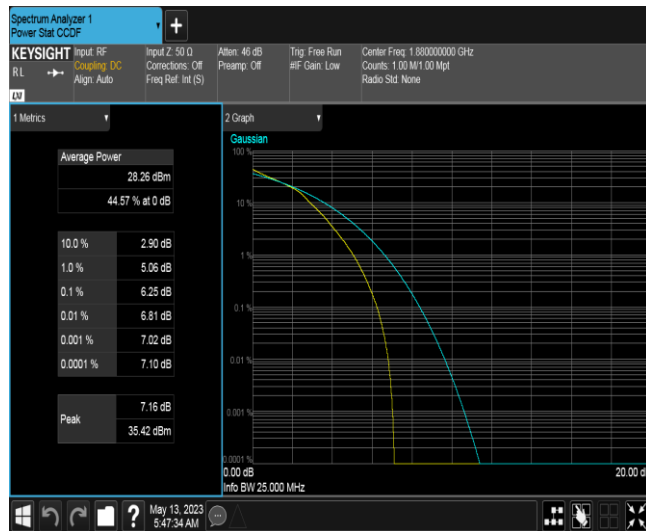 Spectrum Analyzer 1
Power Stat CCDF
+
KEYSIGHT
RL
LXI
Input: RF
Coupling: DC
Align: Auto
Input Z: 50 Ω
Corrections: Off
Freq Ref: Int (S)
Atten: 46 dB
Preamp: Off
Trig: Free Run
#IF Gain: Low
Center Freq: 1.880000000 GHz
Counts: 1.00 M/1.00 Mpt
Radio Std: None
1 Metrics
Average Power
28.26 dBm
44.57 % at 0 dB
10.0 % 2.90 dB
1.0 % 5.06 dB
0.1 % 6.25 dB
0.01 % 6.81 dB
0.001 % 7.02 dB
0.0001 % 7.10 dB
Peak
7.16 dB
35.42 dBm
2 Graph
Gaussian
100 %
10 %
1 %
0.1 %
0.01 %
0.001 %
0.0001 %
0.00 dB
20.00 d
Info BW 25.000 MHz
?
May 13, 2023
5:47:34 AM